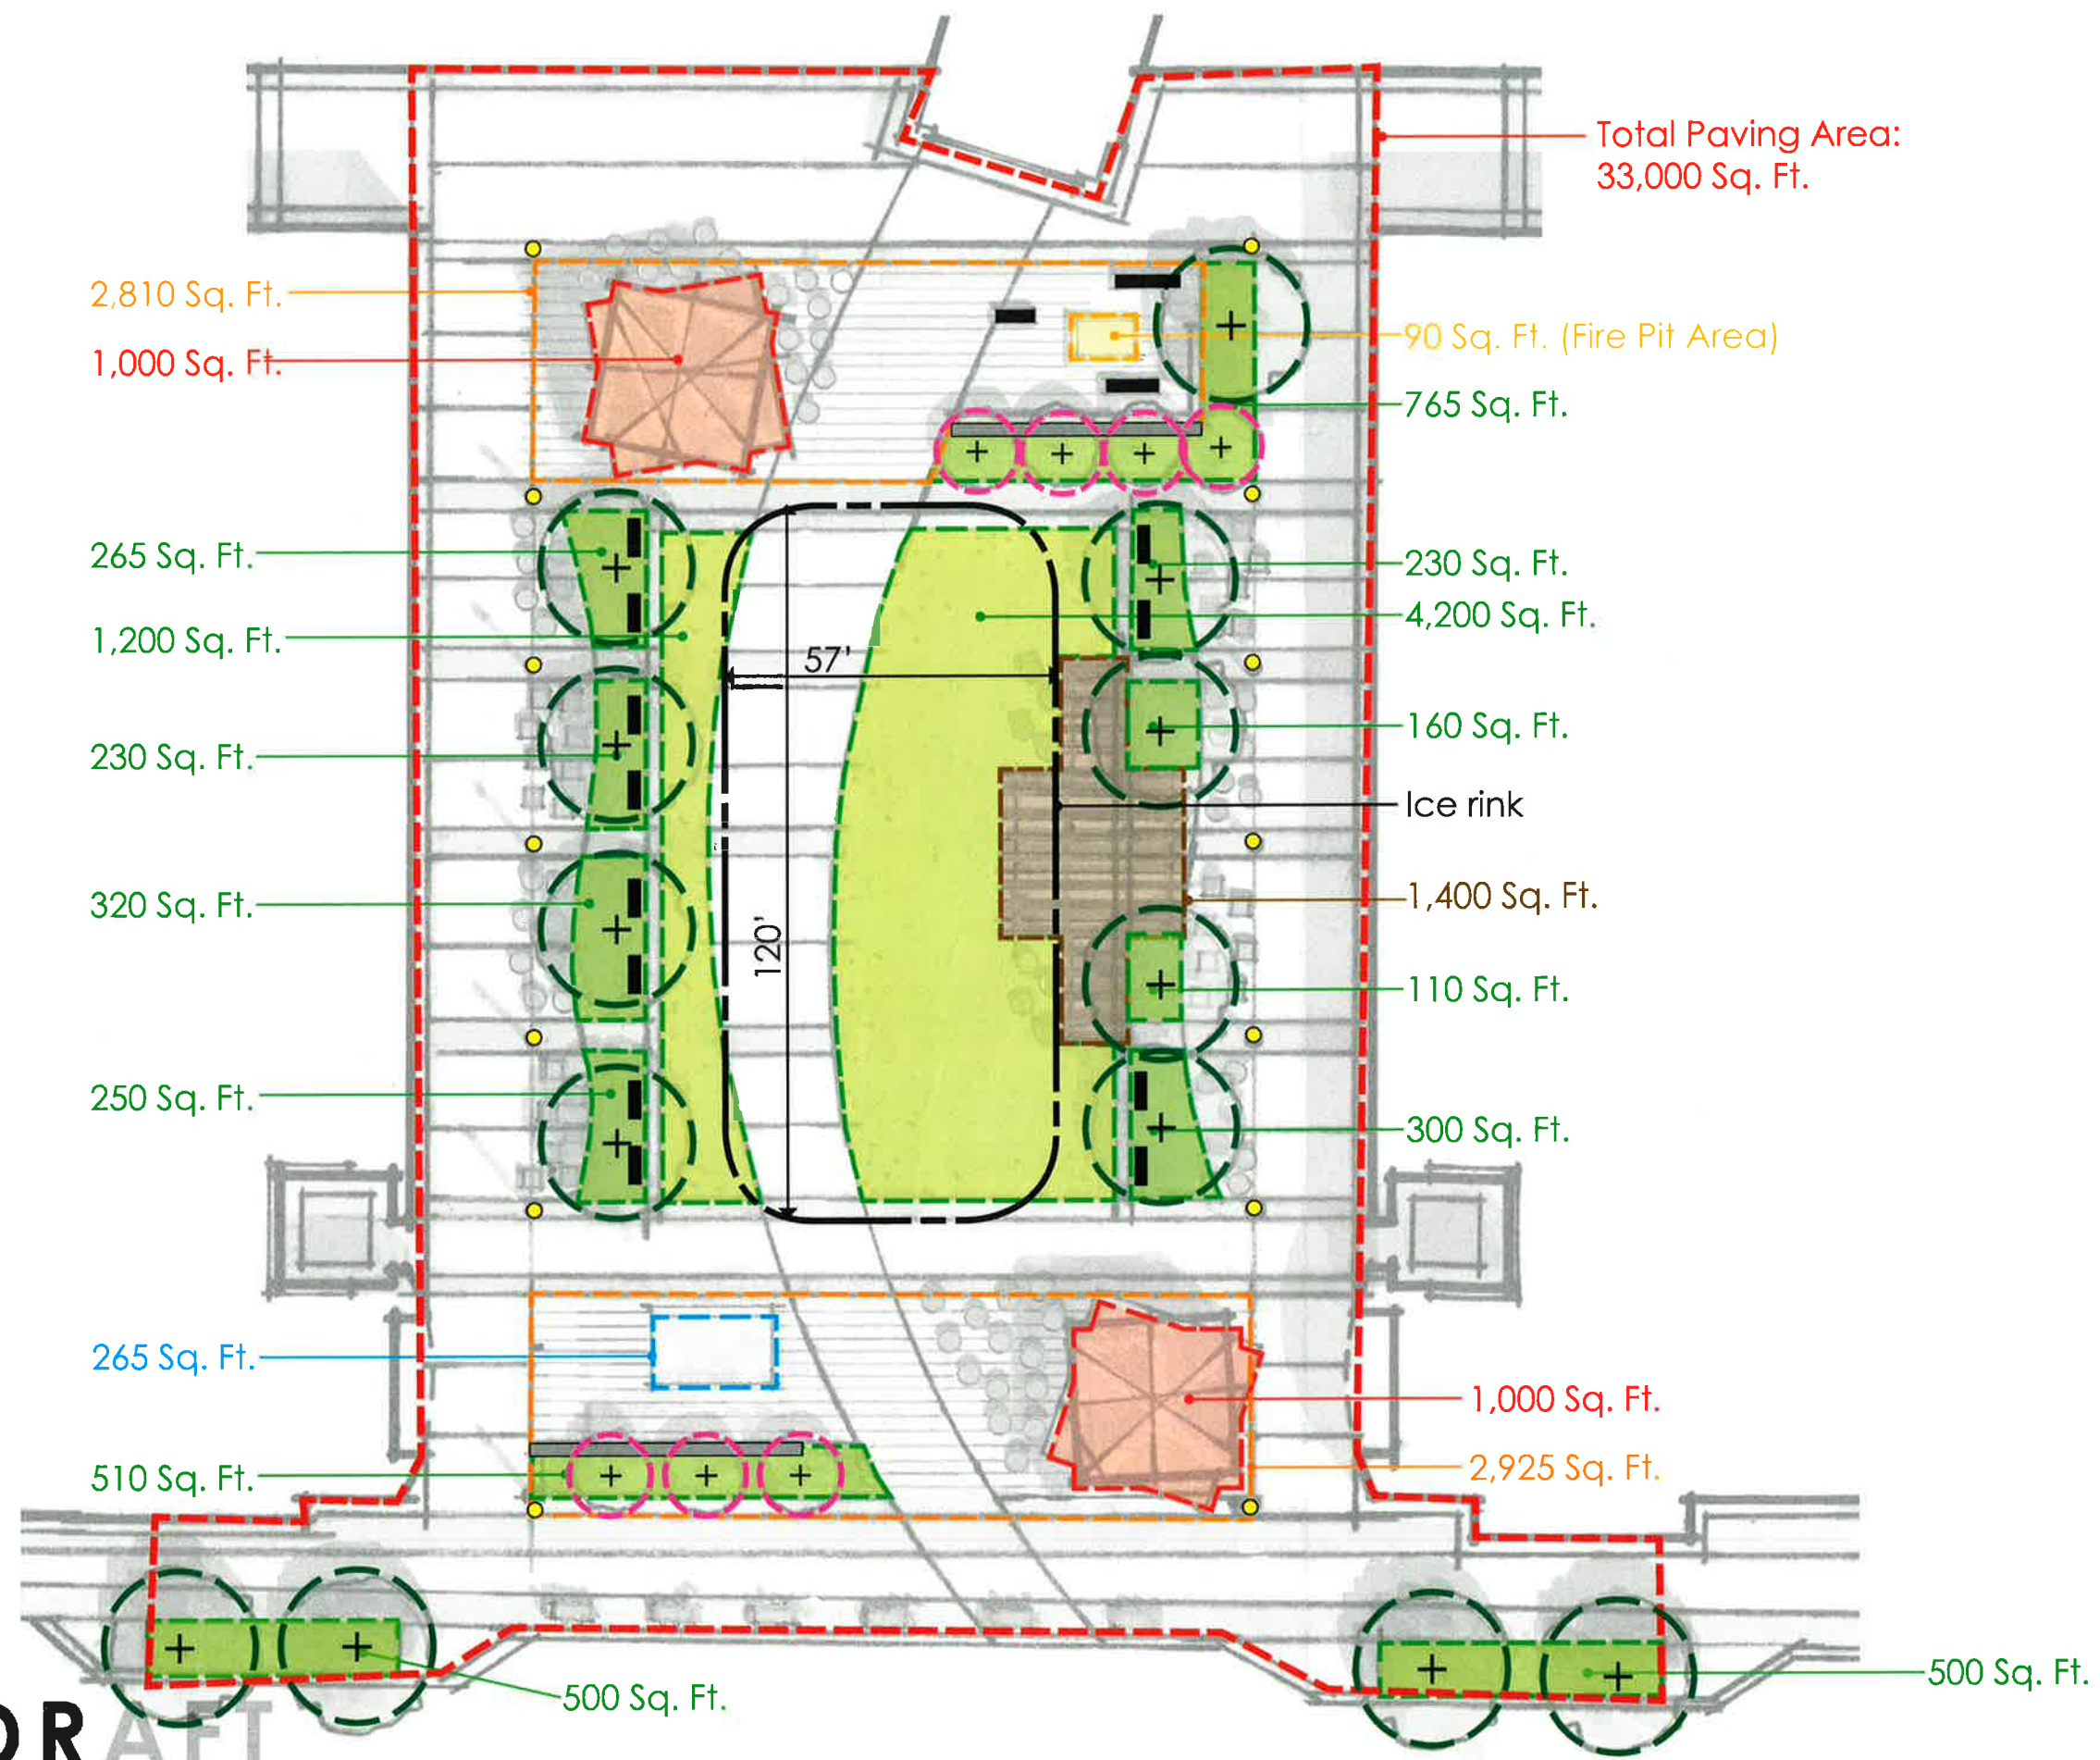 Total Paving Area:
33,000 Sq. Ft.
2,810 Sq. Ft.
1,000 Sq. Ft.
90 Sq. Ft. (Fire Pit Area)
765 Sq. Ft.
265 Sq. Ft.
230 Sq. Ft.
1,200 Sq. Ft.
4,200 Sq. Ft.
57'
230 Sq. Ft.
160 Sq. Ft.
Ice rink
320 Sq. Ft.
1,400 Sq. Ft.
120'
110 Sq. Ft.
250 Sq. Ft.
300 Sq. Ft.
265 Sq. Ft.
1,000 Sq. Ft.
510 Sq. Ft.
2,925 Sq. Ft.
500 Sq. Ft.
500 Sq. Ft.
DRAFT